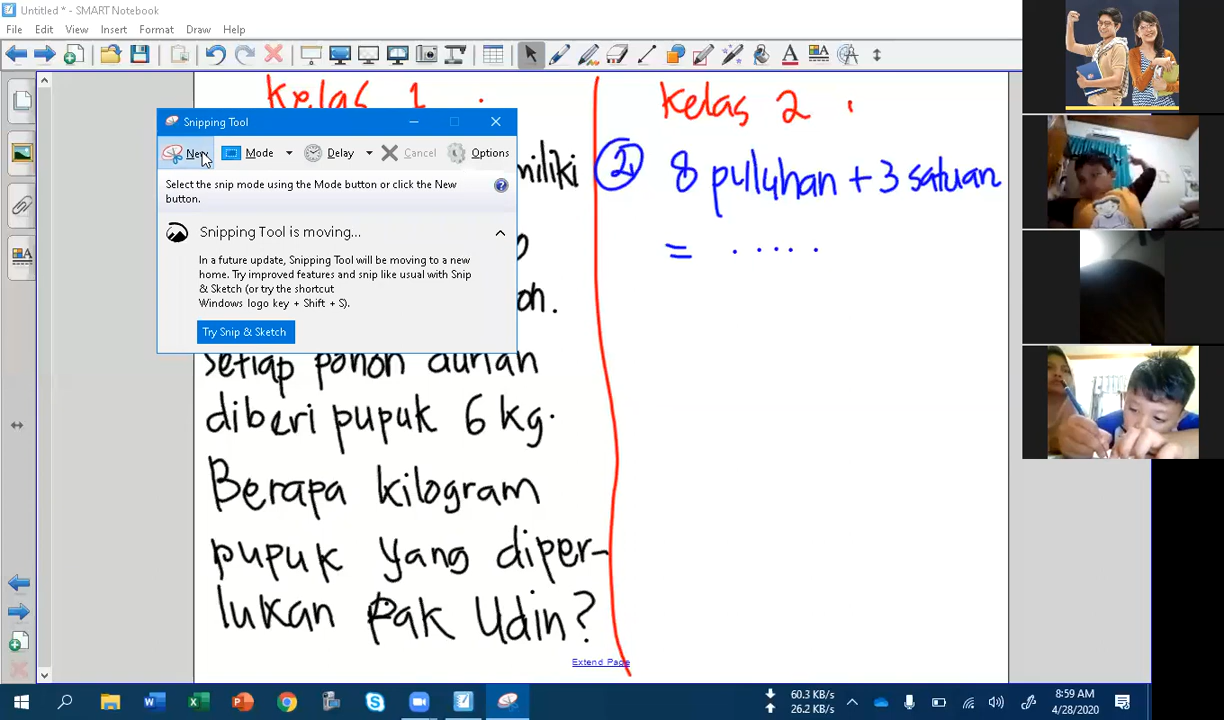 Untitled * - SMART Notebook
File Edit View Insert Format Draw Help
Kelas 1 :
miliki
setiap pohon durian
diberi pupuk 6 kg.
Berapa kilogram
pupuk yang diper-
lukan Pak Udin?
Snipping Tool
New Mode Delay Cancel Options
Select the snip mode using the Mode button or click the New
button.
Snipping Tool is moving...
In a future update, Snipping Tool will be moving to a new
home. Try improved features and snip like usual with Snip
& Sketch (or try the shortcut
Windows logo key + Shift + S).
Try Snip & Sketch
Kelas 2 :
2 8 puluhan + 3 satuan
= .....
Extend Page
60.3 KB/s
26.2 KB/s
8:59 AM
4/28/2020